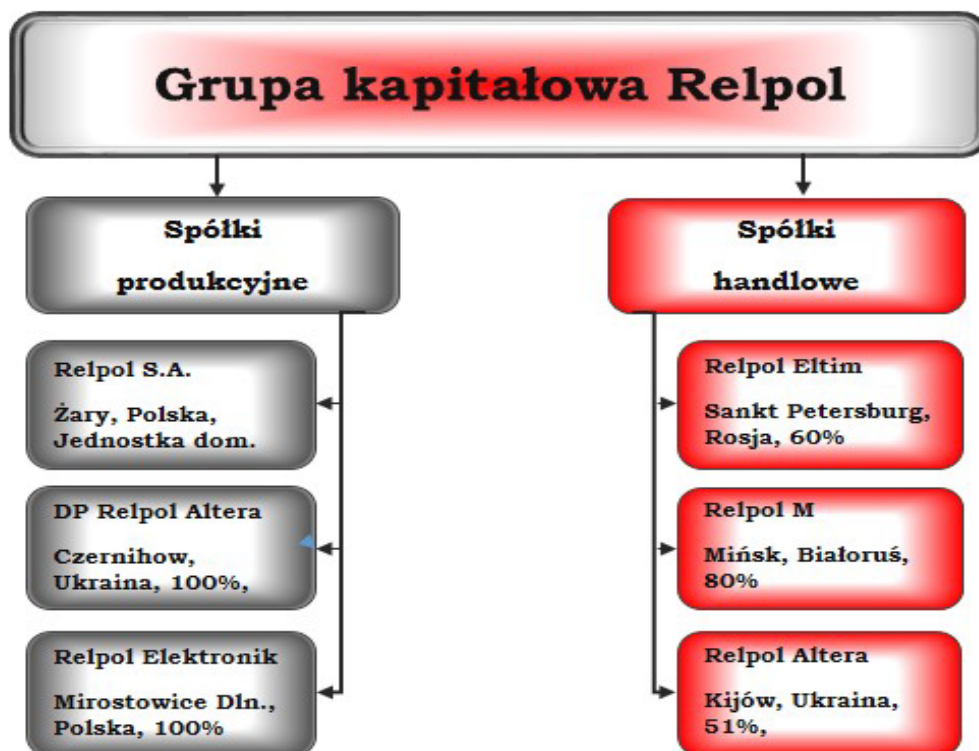 Grupa kapitałowa Relpol
Spółki
produkcyjne
Relpol S.A.
Żary, Polska,
Jednostka dom.
DP Relpol Altera
Czernihow,
Ukraina, 100%,
Relpol Elektronik
Mirostowice Dln.,
Polska, 100%
Spółki
handlowe
Relpol Eltim
Sankt Petersburg,
Rosja, 60%
Relpol M
Mińsk, Białoruś,
80%
Relpol Altera
Kijów, Ukraina,
51%,